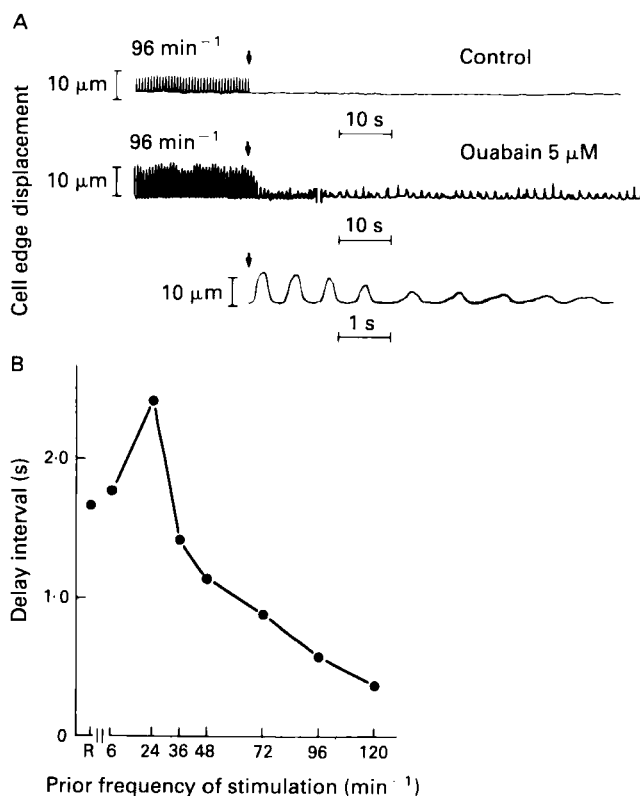 A
96 min⁻¹
Control
10 μm
10 s
96 min⁻¹
Ouabain 5 μM
10 μm
10 s
Cell edge displacement
10 μm
1 s
B
2·0
1·0
0
Delay interval (s)
R 6 24 36 48 72 96 120
Prior frequency of stimulation (min⁻¹)